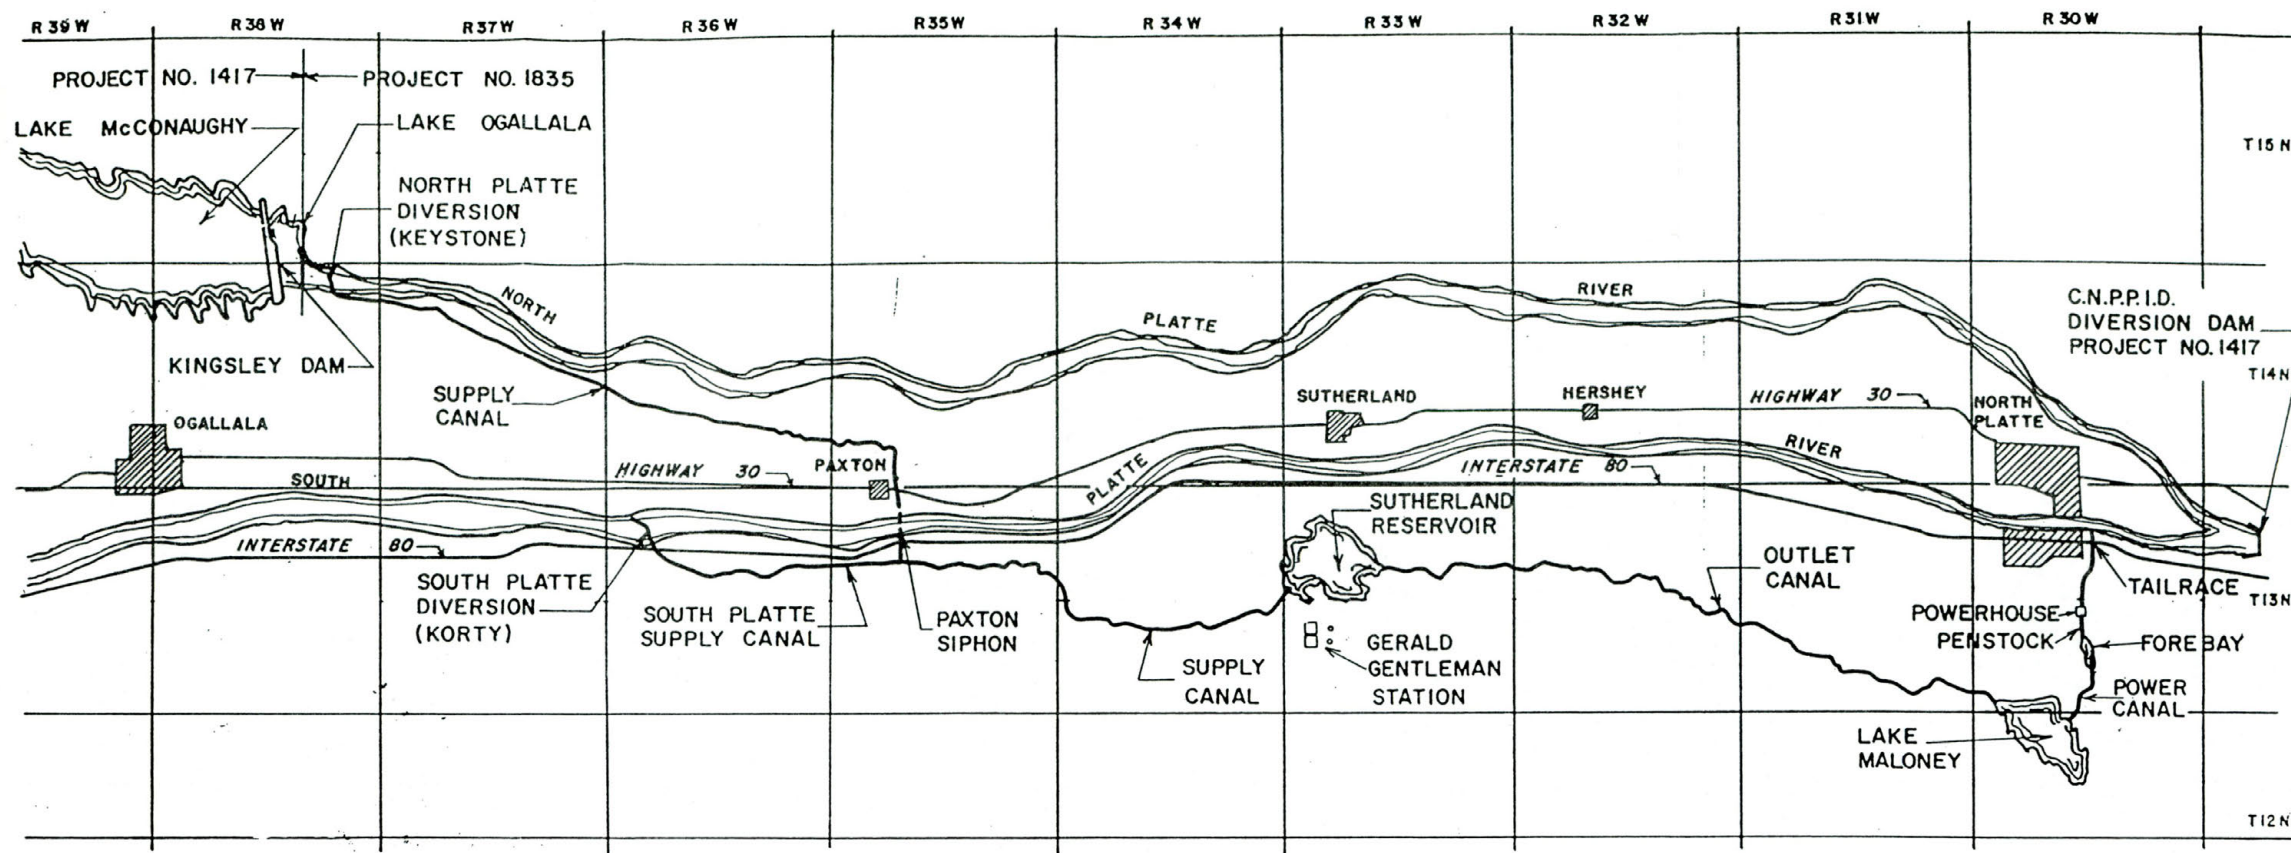 R 39 W R 38 W R 37 W R 36 W R 35 W R 34 W R 33 W R 32 W R 31 W R 30 W
PROJECT NO. 1417
PROJECT NO. 1835
LAKE McCONAUGHY
LAKE OGALLALA
T 15 N
NORTH PLATTE
DIVERSION
(KEYSTONE)
NORTH
PLATTE
RIVER
C.N.P.P.I.D.
DIVERSION DAM
PROJECT NO. 1417
KINGSLEY DAM
T 14 N
SUPPLY
CANAL
SUTHERLAND
HERSHEY
HIGHWAY 30
NORTH
PLATTE
OGALLALA
HIGHWAY 30
PAXTON
SOUTH
PLATTE
RIVER
INTERSTATE 80
SUTHERLAND
RESERVOIR
INTERSTATE 80
SOUTH PLATTE
DIVERSION
(KORTY)
SOUTH PLATTE
SUPPLY CANAL
PAXTON
SIPHON
OUTLET
CANAL
TAILRACE
T 13 N
POWERHOUSE
PENSTOCK
FOREBAY
SUPPLY
CANAL
GERALD
GENTLEMAN
STATION
POWER
CANAL
LAKE
MALONEY
T 12 N